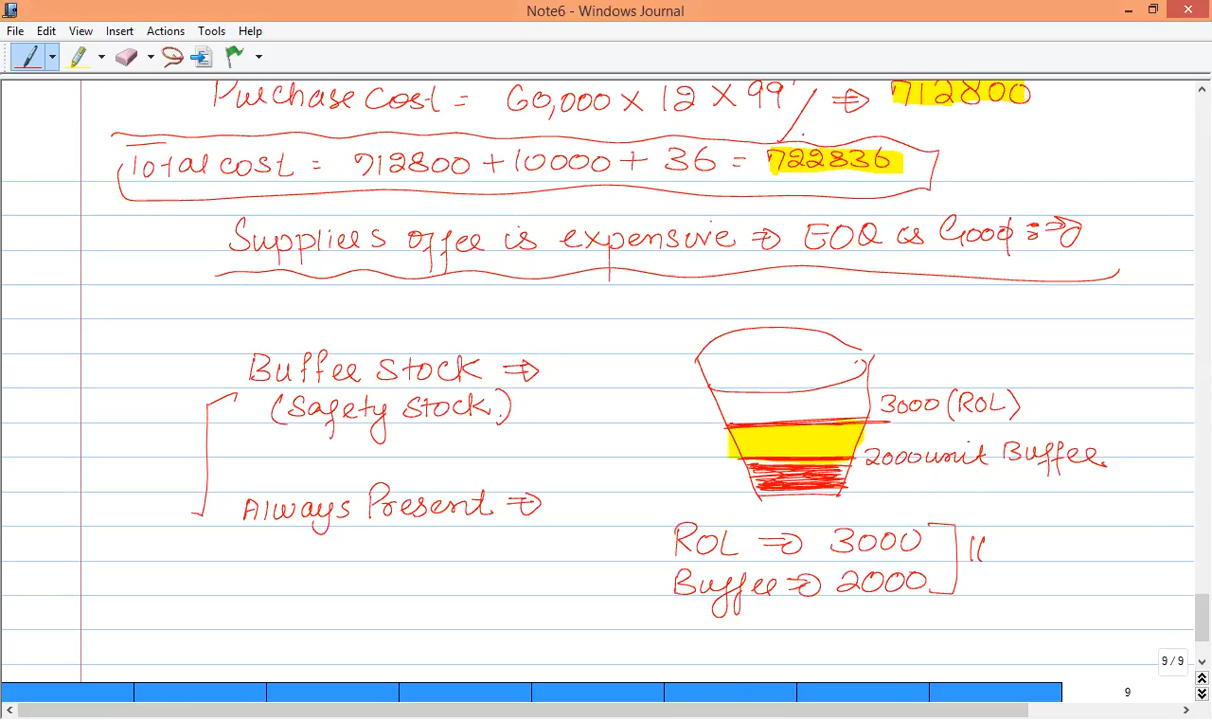 Note6 - Windows Journal
File Edit View Insert Actions Tools Help
Purchase Cost = 60,000 × 12 × 99% ⇒ 712800
Total cost = 712800 + 10000 + 36 = 722836
Suppliers offer is expensive ⇒ EOQ is Good ⇒
Buffer Stock ⇒
(Safety Stock.)
3000 (ROL)
2000 unit Buffer.
Always Present ⇒
ROL ⇒ 3000
Buffer ⇒ 2000
9 / 9
9